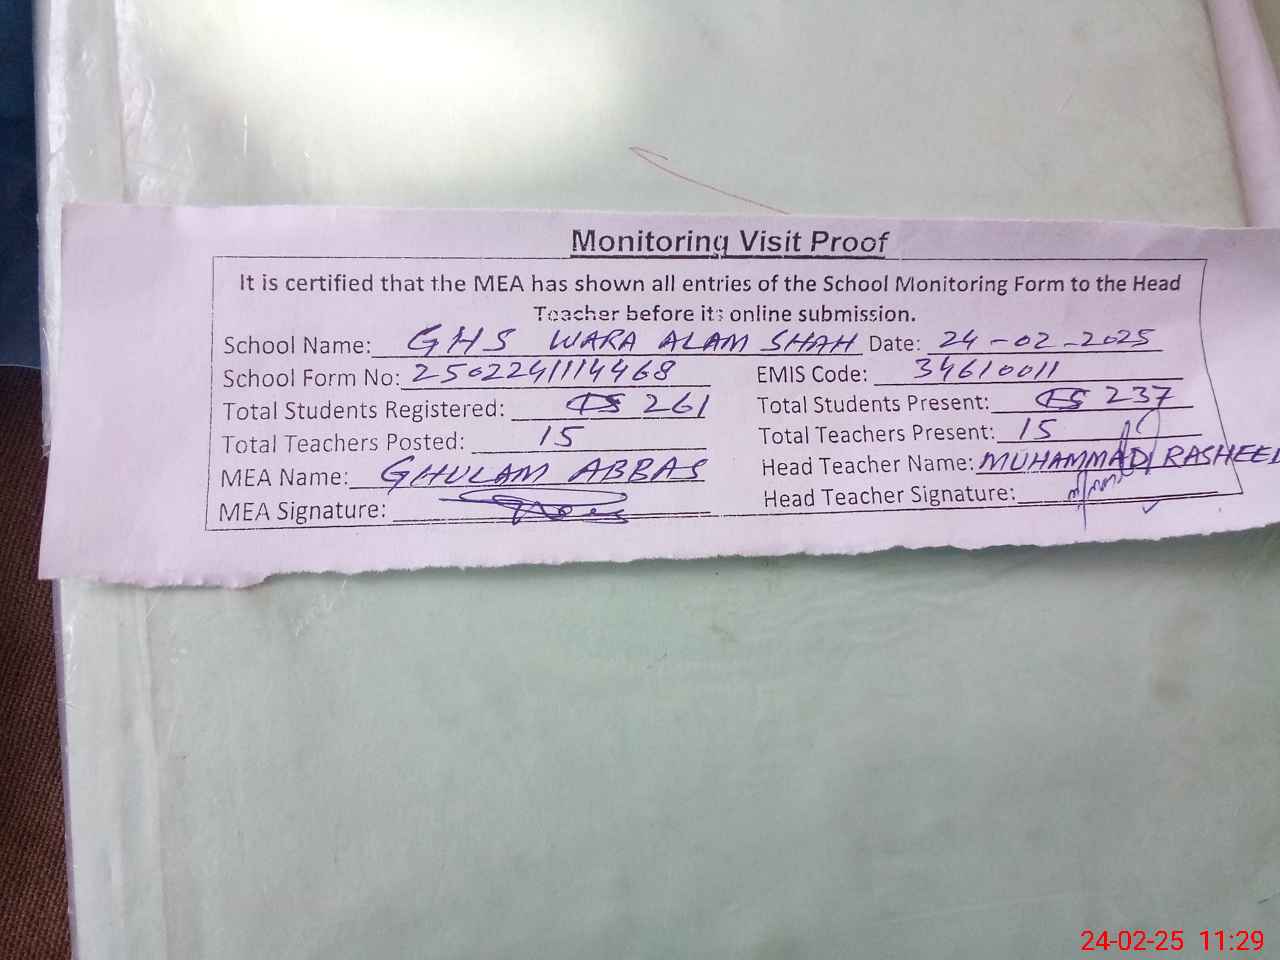 Monitoring Visit Proof
It is certified that the MEA has shown all entries of the School Monitoring Form to the Head
Teacher before its online submission.
School Name: GHS WARA ALAM SHAH Date: 24-02-2025
School Form No: 2502241114468 EMIS Code: 34610011
Total Students Registered: 261 Total Students Present: 237
Total Teachers Posted: 15 Total Teachers Present: 15
MEA Name: GHULAM ABBAS Head Teacher Name: MUHAMMAD RASHEED
MEA Signature: Head Teacher Signature:
24-02-25 11:29